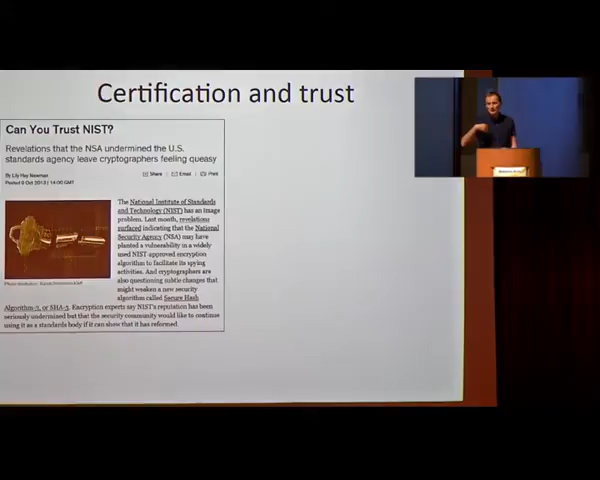 Certification and trust
Can You Trust NIST?
Revelations that the NSA undermined the U.S.
standards agency leave cryptographers feeling queasy
By Lily Hay Newman
Posted 9 Oct 2013 | 14:00 GMT
Share Email Print
The National Institute of Standards
and Technology (NIST) has an image
problem. Last month, revelations
surfaced indicating that the National
Security Agency (NSA) may have
planted a vulnerability in a widely
used NIST-approved encryption
algorithm to facilitate its spying
activities. And cryptographers are
also questioning subtle changes that
might weaken a new security
algorithm called Secure Hash
Algorithm-3, or SHA-3. Encryption experts say NIST's reputation has been
seriously undermined but that the security community would like to continue
using it as a standards body if it can show that it has reformed.